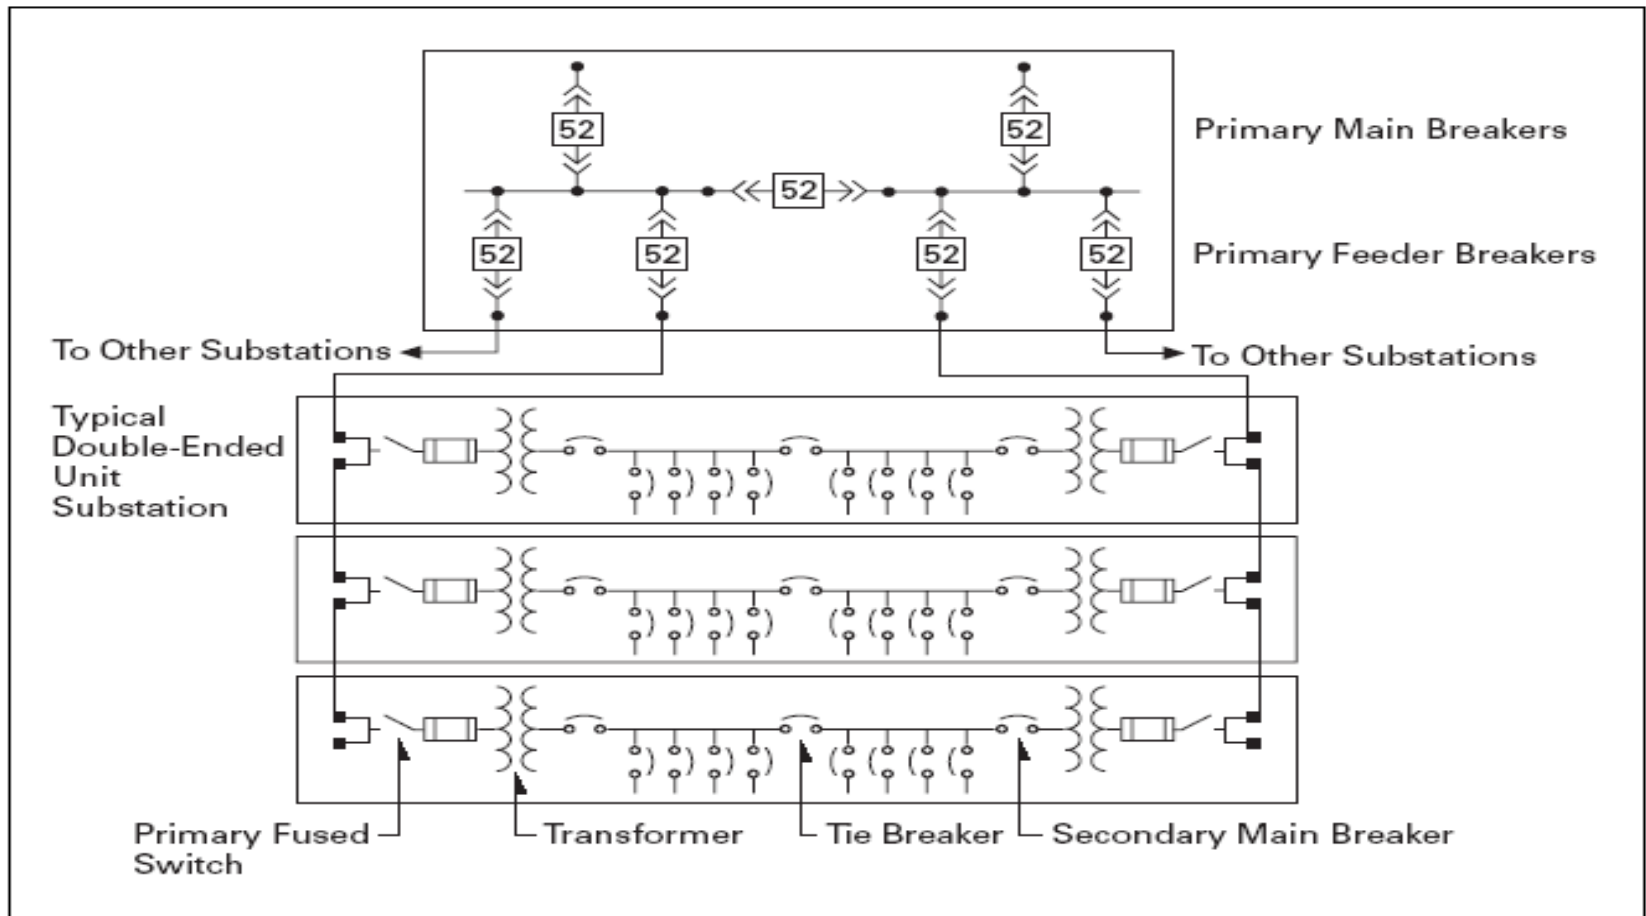 52
52
Primary Main Breakers
52
52
52
52
52
Primary Feeder Breakers
To Other Substations
To Other Substations
Typical
Double-Ended
Unit
Substation
Primary Fused
Switch
Transformer
Tie Breaker
Secondary Main Breaker